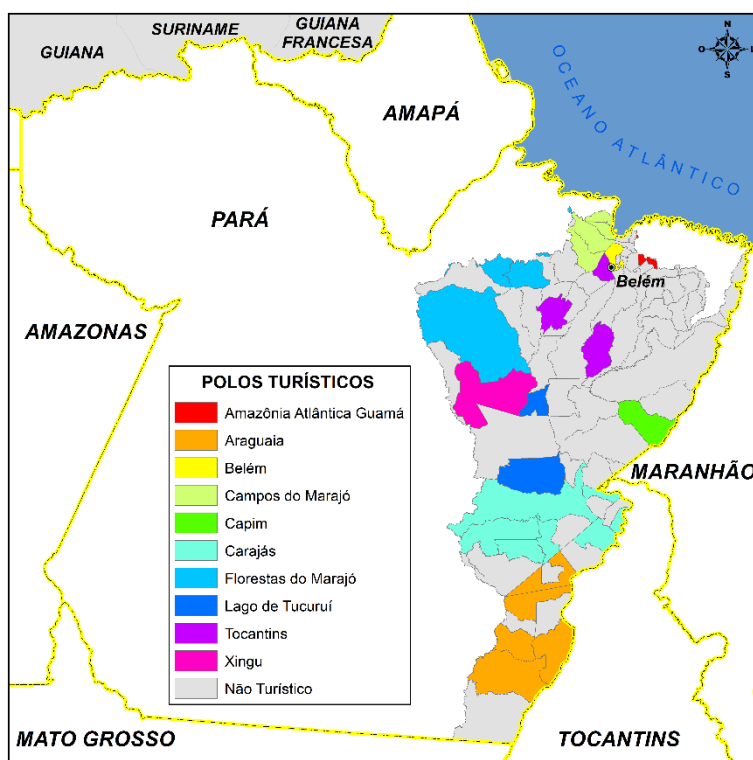 GUIANA
SURINAME
GUIANA
FRANCESA
N
O
S
AMAPÁ
OCEANO ATLÂNTICO
PARÁ
Belém
AMAZONAS
POLOS TURÍSTICOS
Amazônia Atlântica Guamá
Araguaia
Belém
Campos do Marajó
Capim
Carajás
Florestas do Marajó
Lago de Tucuruí
Tocantins
Xingu
Não Turístico
MARANHÃO
MATO GROSSO
TOCANTINS